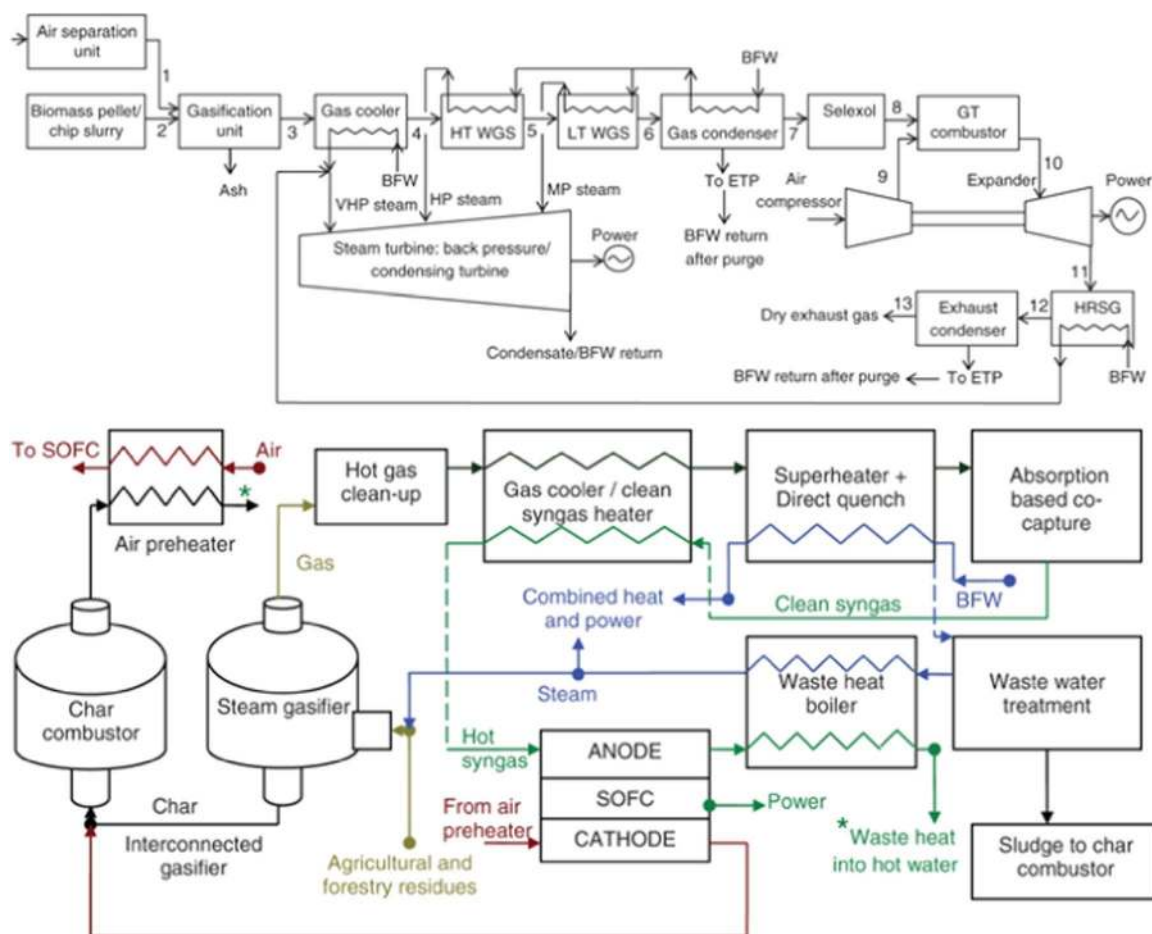 Air separation
unit
1
Biomass pellet/
chip slurry
2
Gasification
unit
Ash
3
Gas cooler
BFW
4
HT WGS
5
LT WGS
6
BFW
Gas condenser
7
Selexol
8
GT
combustor
9
10
To ETP
BFW return
after purge
VHP steam
HP steam
MP steam
Steam turbine: back pressure/
condensing turbine
Power
Condensate/BFW return
Air
compressor
Expander
Power
11
HRSG
BFW
12
Exhaust
condenser
13
Dry exhaust gas
To ETP
BFW return after purge
To SOFC
Air
*
Air preheater
Gas
Hot gas
clean-up
Gas cooler / clean
syngas heater
Superheater +
Direct quench
Absorption
based co-
capture
Combined heat
and power
Clean syngas
BFW
Char
combustor
Steam gasifier
Steam
Waste heat
boiler
Waste water
treatment
Hot
syngas
ANODE
SOFC
CATHODE
Power
From air
preheater
Char
Interconnected
gasifier
Agricultural and
forestry residues
*Waste heat
into hot water
Sludge to char
combustor